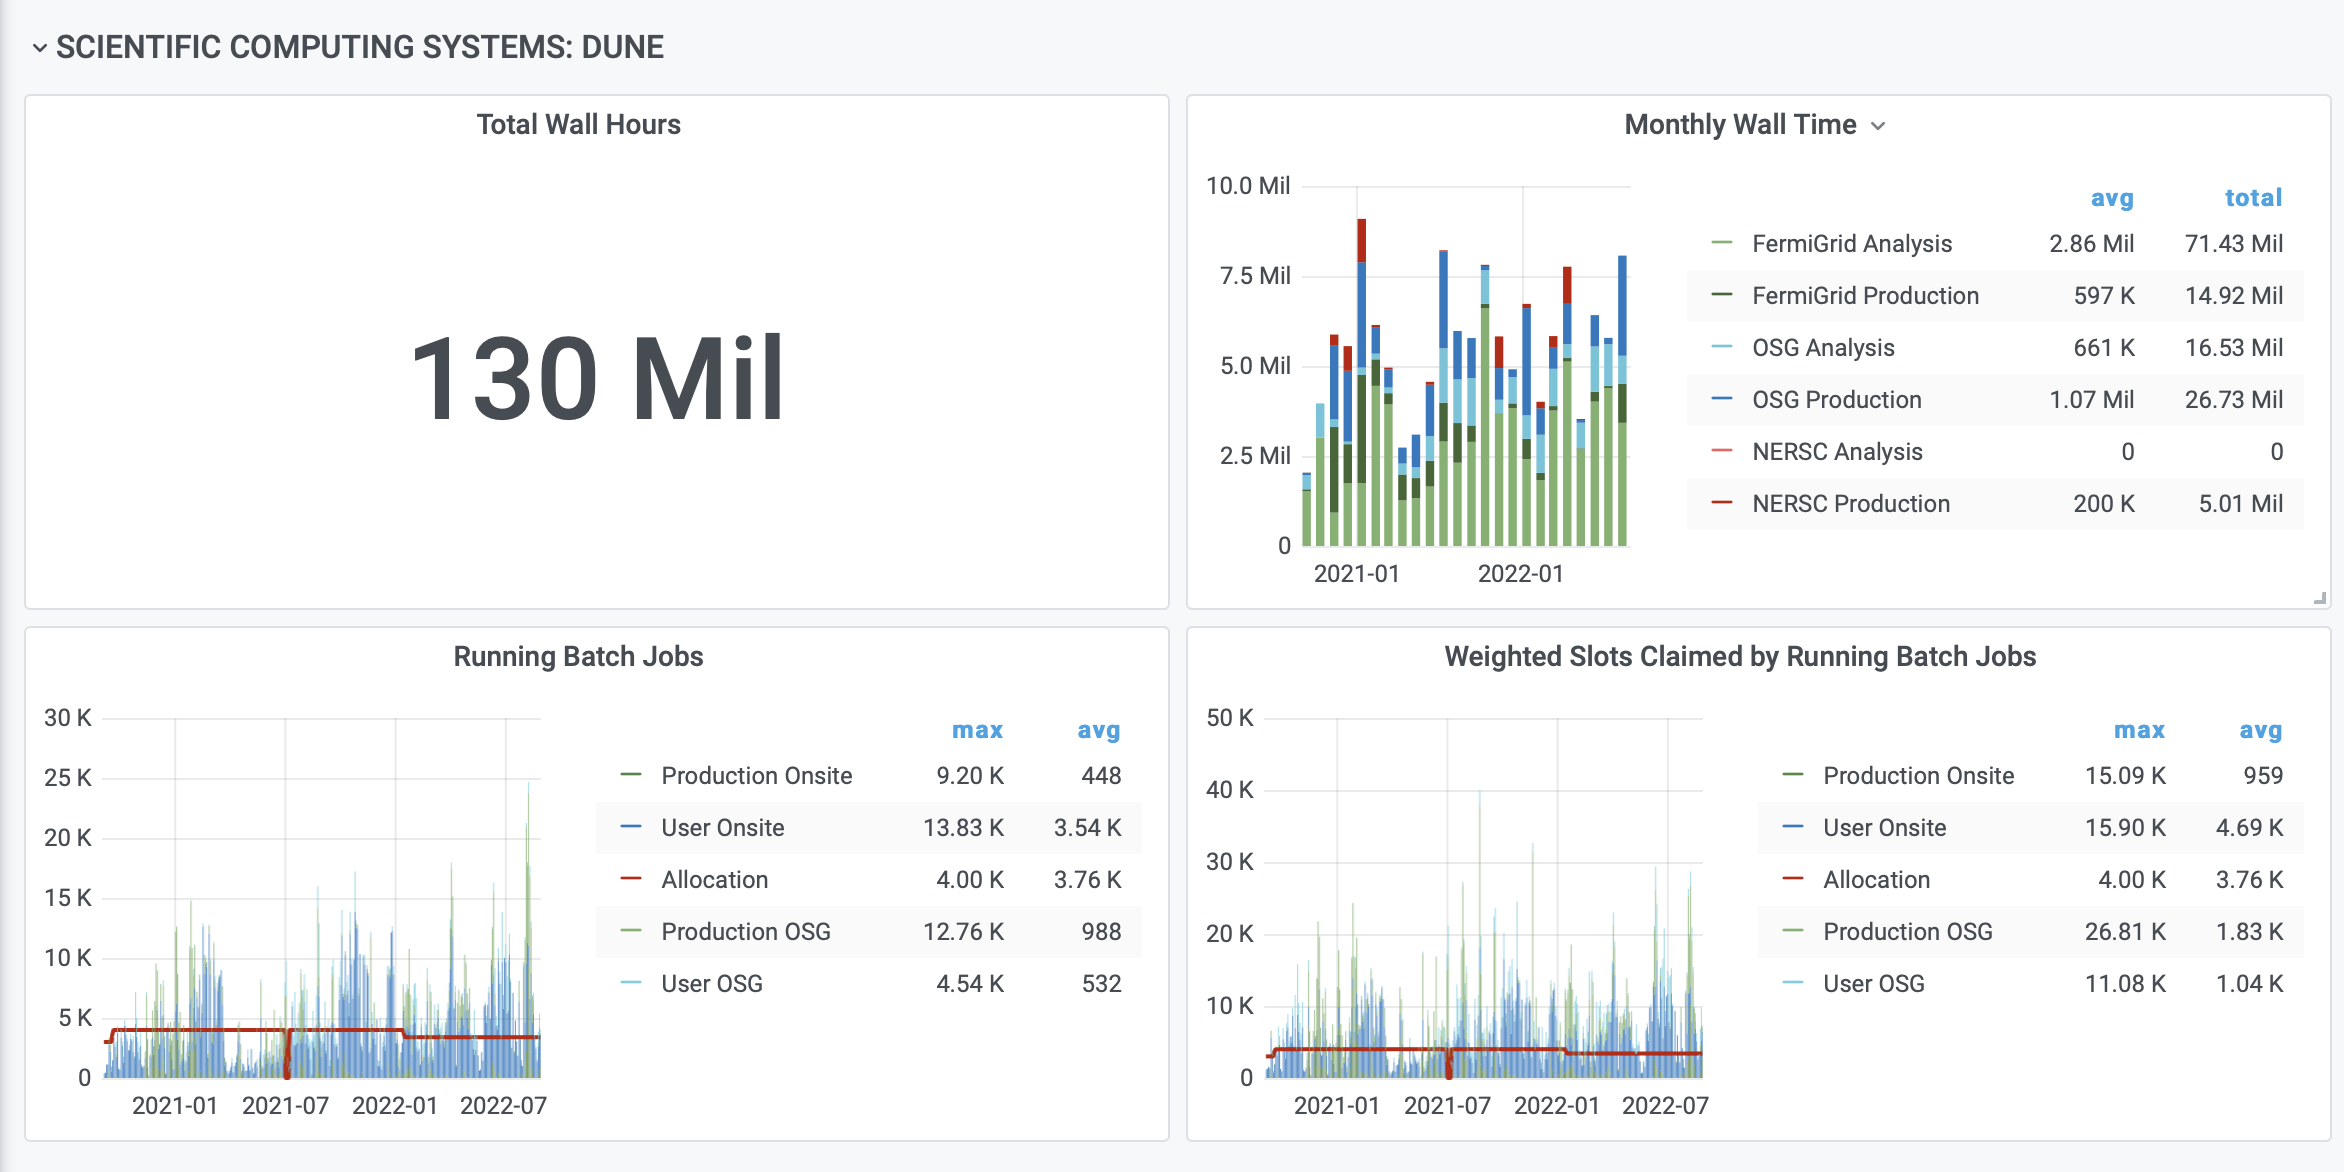 SCIENTIFIC COMPUTING SYSTEMS: DUNE
Total Wall Hours
130 Mil
Monthly Wall Time
10.0 Mil
7.5 Mil
5.0 Mil
2.5 Mil
0
2021-01 2022-01
avg total
FermiGrid Analysis 2.86 Mil 71.43 Mil
FermiGrid Production 597 K 14.92 Mil
OSG Analysis 661 K 16.53 Mil
OSG Production 1.07 Mil 26.73 Mil
NERSC Analysis 0 0
NERSC Production 200 K 5.01 Mil
Running Batch Jobs
30 K
25 K
20 K
15 K
10 K
5 K
0
2021-01 2021-07 2022-01 2022-07
max avg
Production Onsite 9.20 K 448
User Onsite 13.83 K 3.54 K
Allocation 4.00 K 3.76 K
Production OSG 12.76 K 988
User OSG 4.54 K 532
Weighted Slots Claimed by Running Batch Jobs
50 K
40 K
30 K
20 K
10 K
0
2021-01 2021-07 2022-01 2022-07
max avg
Production Onsite 15.09 K 959
User Onsite 15.90 K 4.69 K
Allocation 4.00 K 3.76 K
Production OSG 26.81 K 1.83 K
User OSG 11.08 K 1.04 K